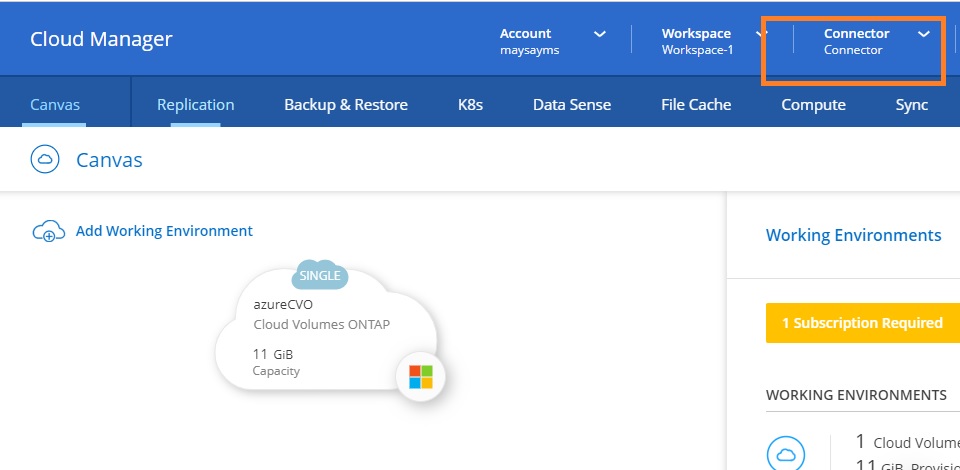 Cloud Manager
Account
maysayms
Workspace
Workspace-1
Connector
Connector
Canvas
Replication
Backup & Restore
K8s
Data Sense
File Cache
Compute
Sync
Canvas
Add Working Environment
Working Environments
SINGLE
azureCVO
Cloud Volumes ONTAP
11 GiB
Capacity
1 Subscription Required
WORKING ENVIRONMENTS
1 Cloud Volume
11 GiB Provisio